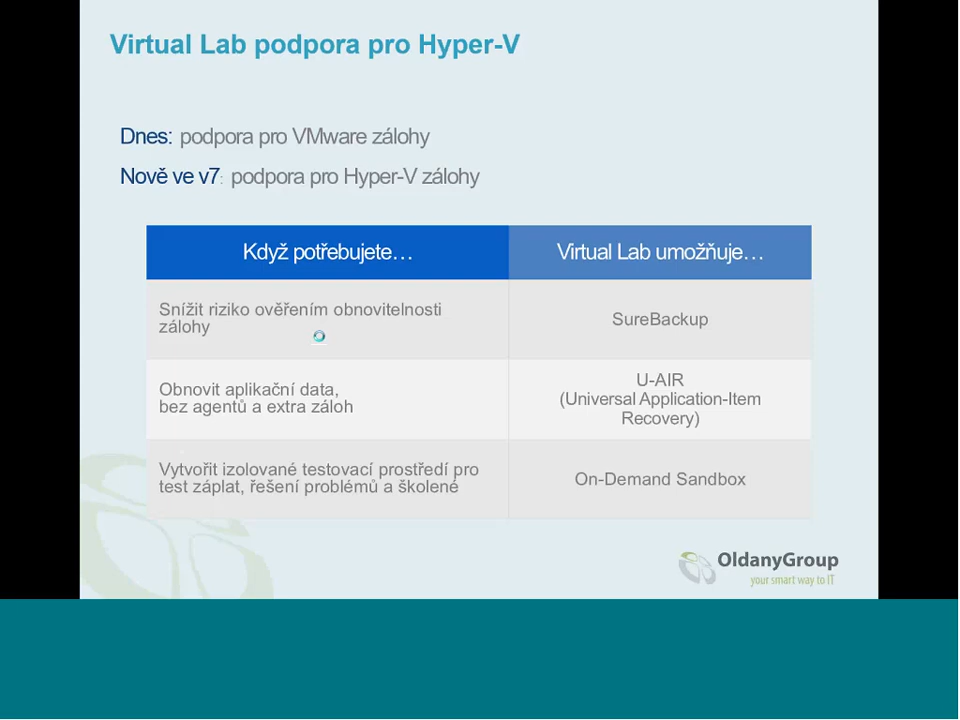 Virtual Lab podpora pro Hyper-V
Dnes: podpora pro VMware zálohy
Nově ve v7: podpora pro Hyper-V zálohy
Když potřebujete…
Virtual Lab umožňuje…
Snížit riziko ověřením obnovitelnosti
zálohy
SureBackup
Obnovit aplikační data,
bez agentů a extra záloh
U-AIR
(Universal Application-Item
Recovery)
Vytvořit izolované testovací prostředí pro
test záplat, řešení problémů a školené
On-Demand Sandbox
OldanyGroup
your smart way to IT